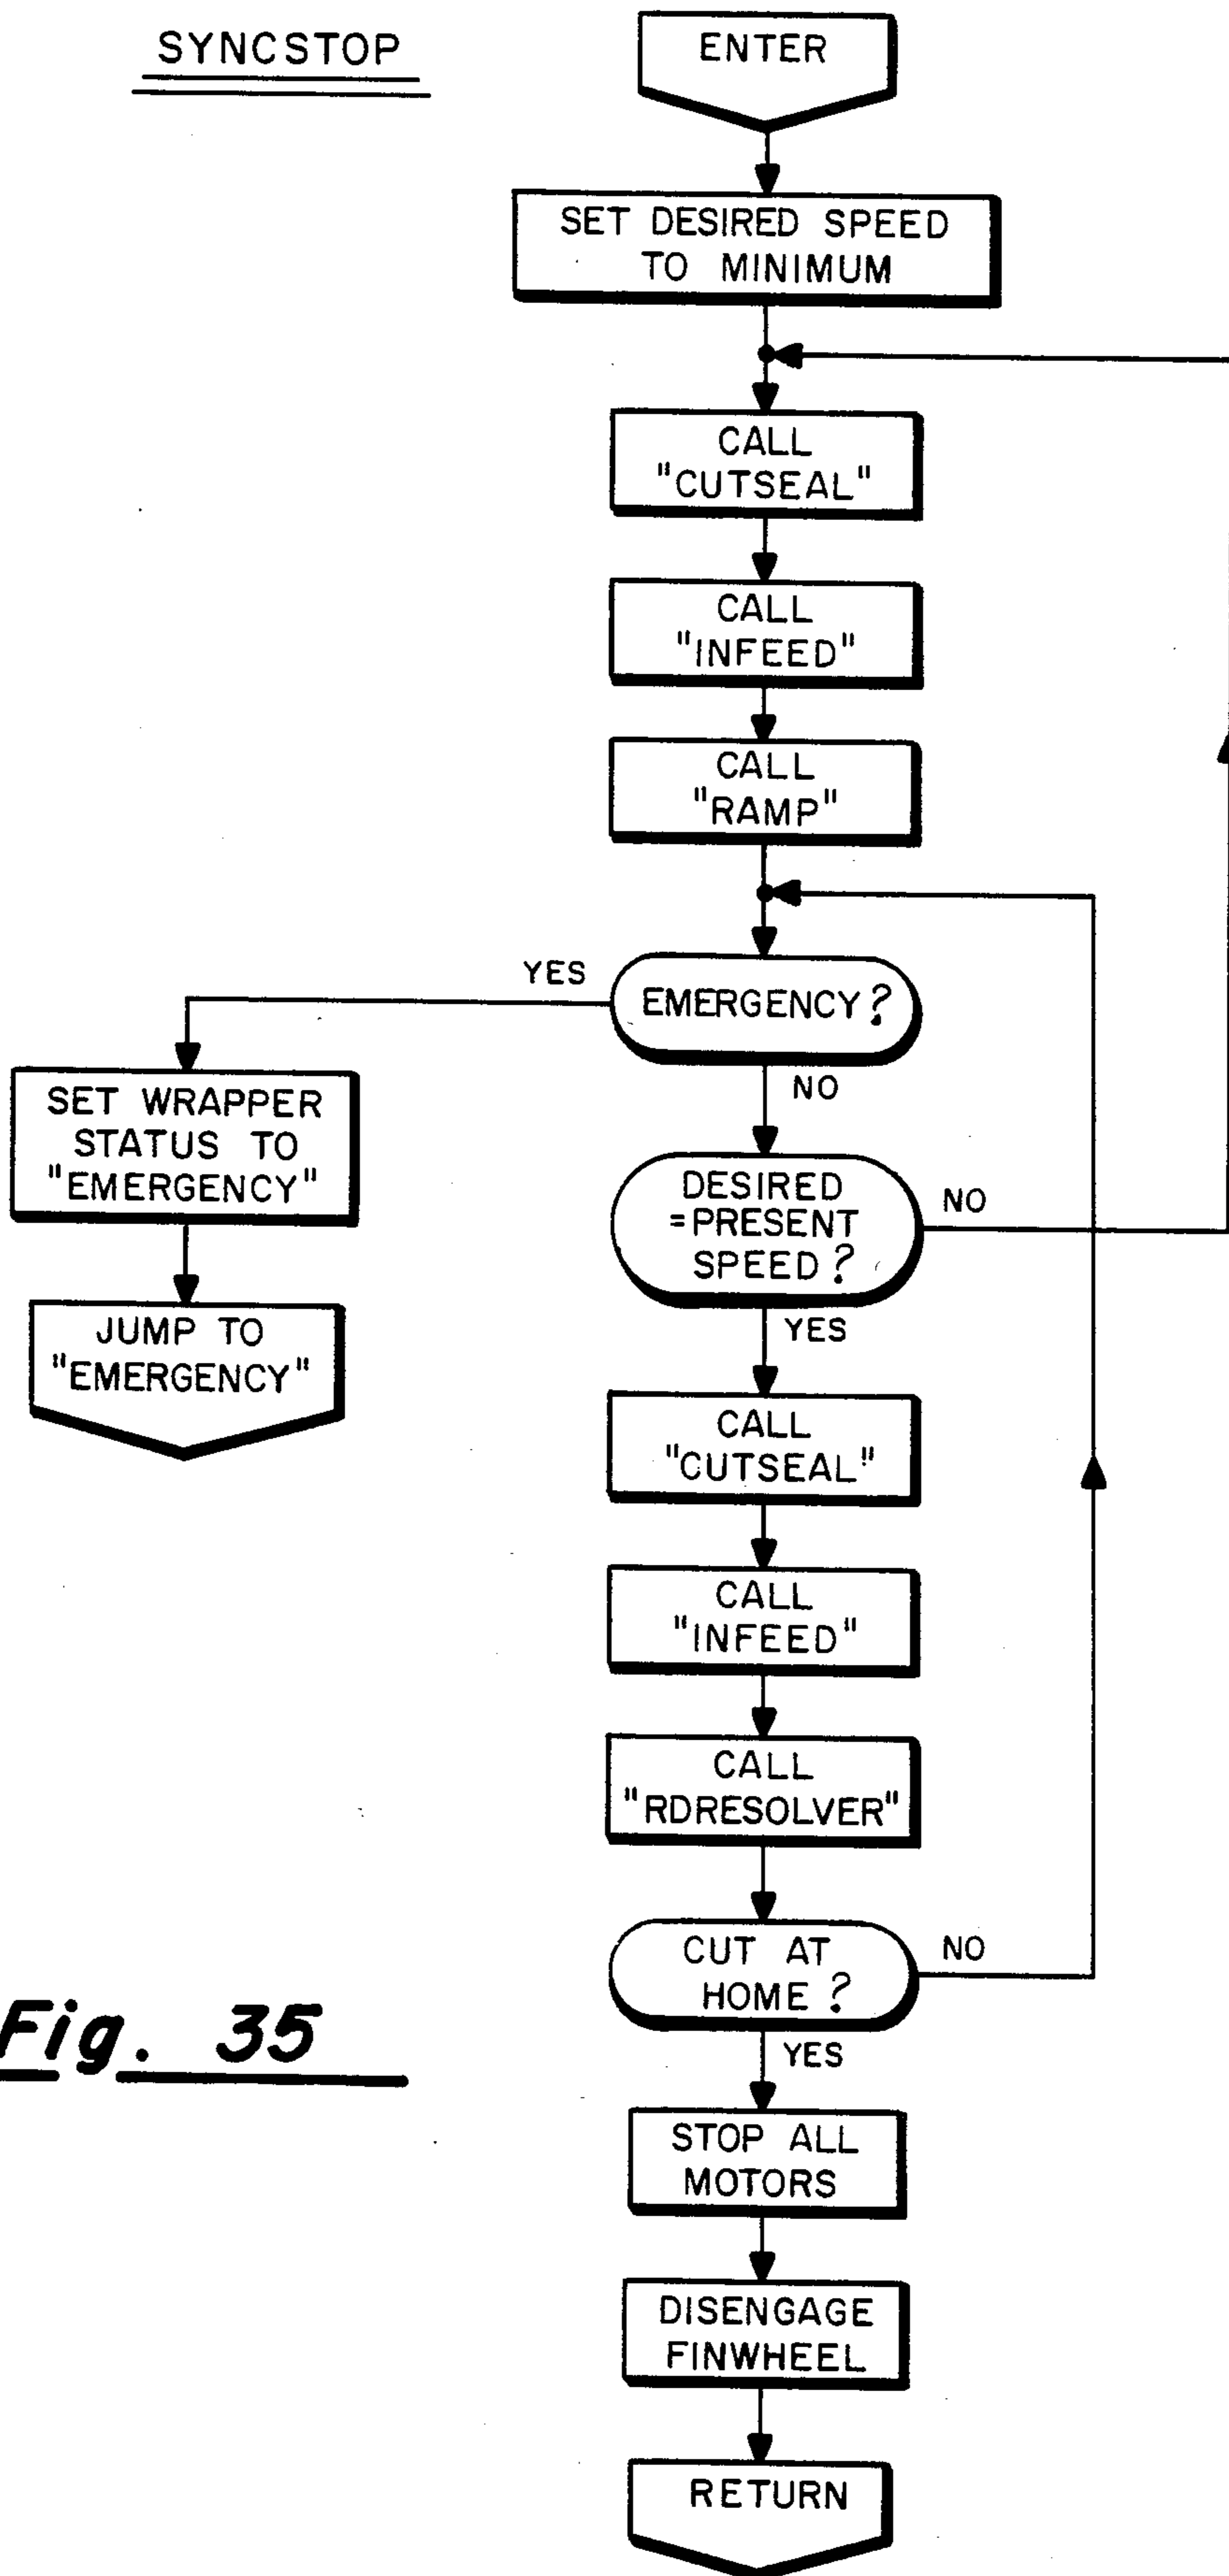 SYNCSTOP
ENTER
SET DESIRED SPEED
TO MINIMUM
CALL
"CUTSEAL"
CALL
"INFEED"
CALL
"RAMP"
YES
EMERGENCY?
NO
SET WRAPPER
STATUS TO
"EMERGENCY"
JUMP TO
"EMERGENCY"
DESIRED
=PRESENT
SPEED?
NO
YES
CALL
"CUTSEAL"
CALL
"INFEED"
CALL
"RDRESOLVER"
CUT AT
HOME?
NO
YES
STOP ALL
MOTORS
DISENGAGE
FINWHEEL
RETURN
Fig. 35